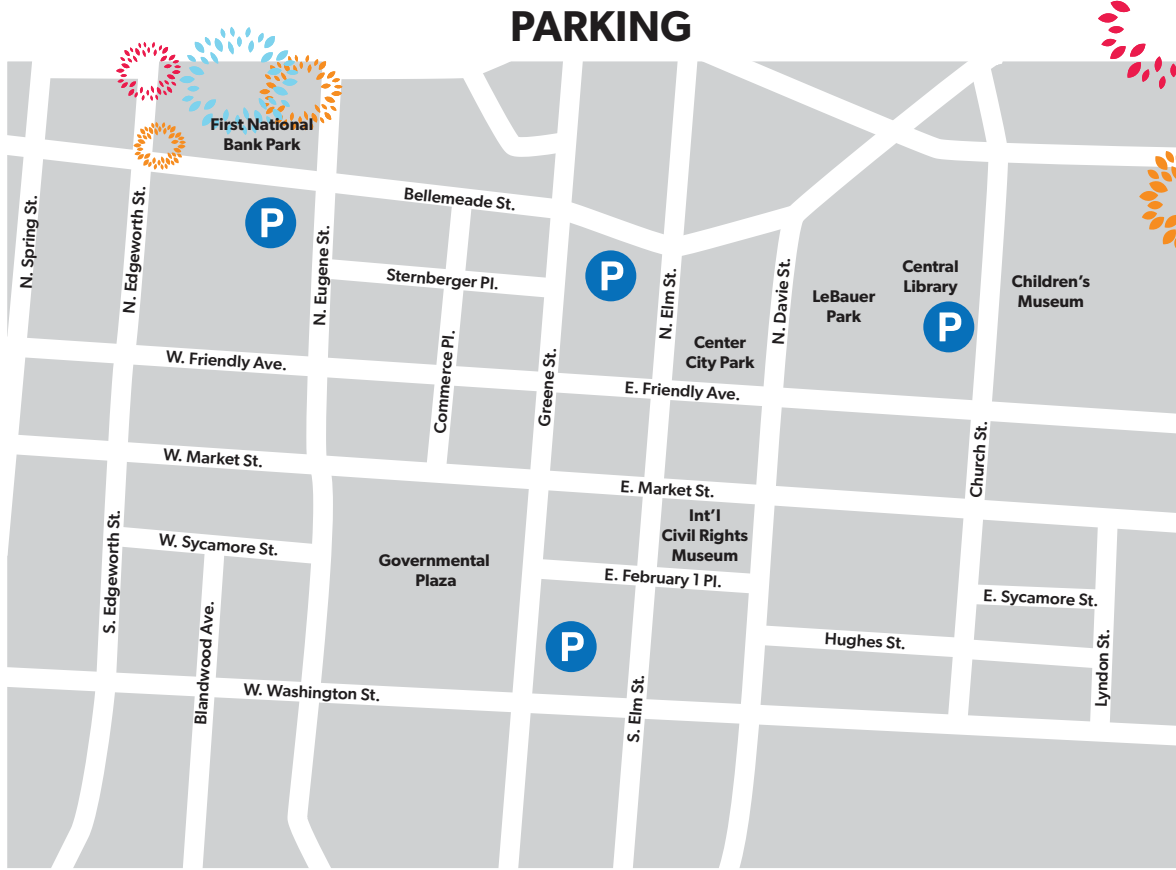 PARKING
First National
Bank Park
N. Spring St.
N. Edgeworth St.
P
N. Eugene St.
Bellemeade St.
Sternberger Pl.
P
N. Elm St.
N. Davie St.
LeBauer
Park
Central
Library
P
Children's
Museum
W. Friendly Ave.
Commerce Pl.
Greene St.
Center
City Park
E. Friendly Ave.
Church St.
W. Market St.
E. Market St.
Int'l
Civil Rights
Museum
S. Edgeworth St.
W. Sycamore St.
Governmental
Plaza
E. February 1 Pl.
E. Sycamore St.
Blandwood Ave.
P
Hughes St.
Lyndon St.
W. Washington St.
S. Elm St.